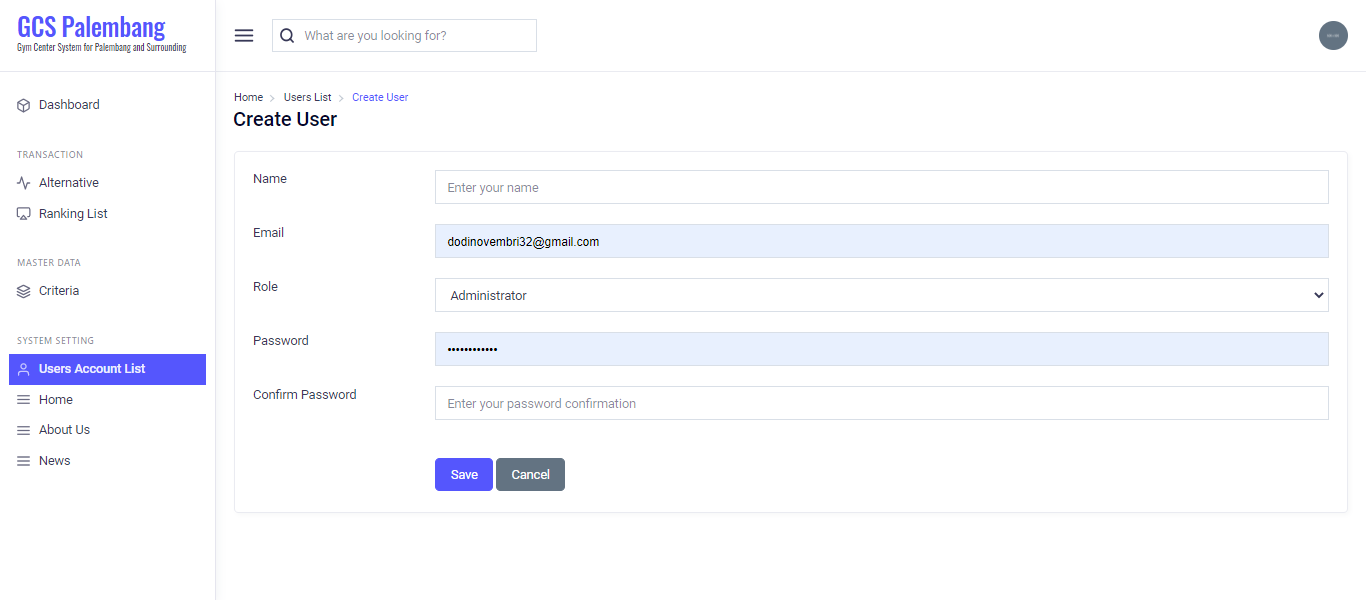 GCS Palembang
Gym Center System for Palembang and Surrounding
What are you looking for?
Dashboard
TRANSACTION
Alternative
Ranking List
MASTER DATA
Criteria
SYSTEM SETTING
Users Account List
Home
About Us
News
Home > Users List > Create User
Create User
Name
Enter your name
Email
dodinovembri32@gmail.com
Role
Administrator
Password
••••••••••••
Confirm Password
Enter your password confirmation
Save Cancel